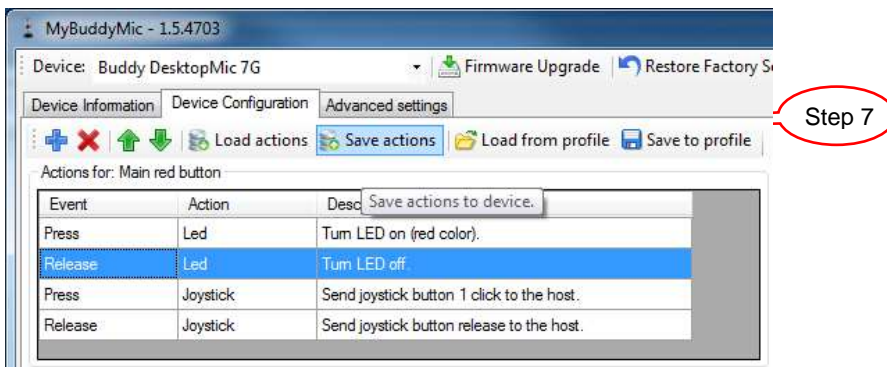 MyBuddyMic - 1.5.4703
Device: Buddy DesktopMic 7G Firmware Upgrade Restore Factory
Device Information Device Configuration Advanced settings
Step 7
Load actions Save actions Load from profile Save to profile
Actions for: Main red button
Event Action Save actions to device.
Press Led Turn LED on (red color).
Release Led Turn LED off.
Press Joystick Send joystick button 1 click to the host.
Release Joystick Send joystick button release to the host.